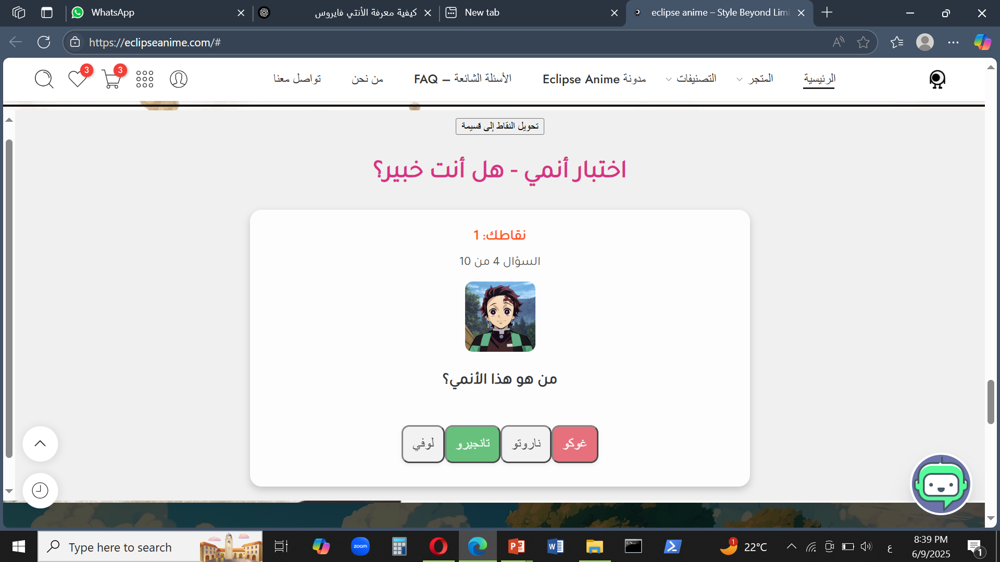 WhatsApp
كيفية معرفة الأنتي فايروس
New tab
eclipse anime – Style Beyond Limi
https://eclipseanime.com/#
3
3
الرئيسية
المتجر
التصنيفات
مدونة Eclipse Anime
الأسئلة الشائعة – FAQ
من نحن
تواصل معنا
تحويل النقاط إلى قسيمة
اختبار أنمي - هل أنت خبير؟
نقاطك: 1
السؤال 4 من 10
من هو هذا الأنمي؟
غوكو
ناروتو
تانجيرو
لوفي
Type here to search
zoom
1
22°C
ع
8:39 PM
6/9/2025
1